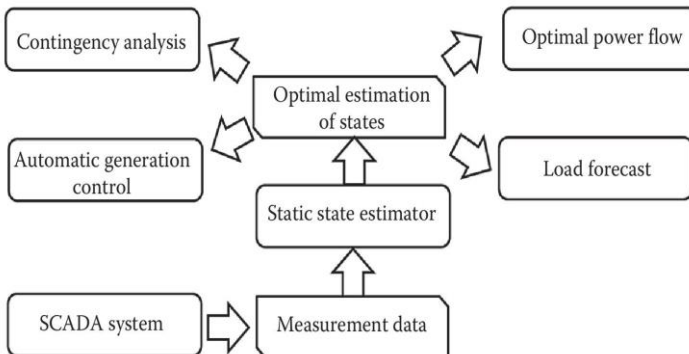 Contingency analysis
Optimal power flow
Optimal estimation
of states
Automatic generation
control
Load forecast
Static state estimator
SCADA system
Measurement data